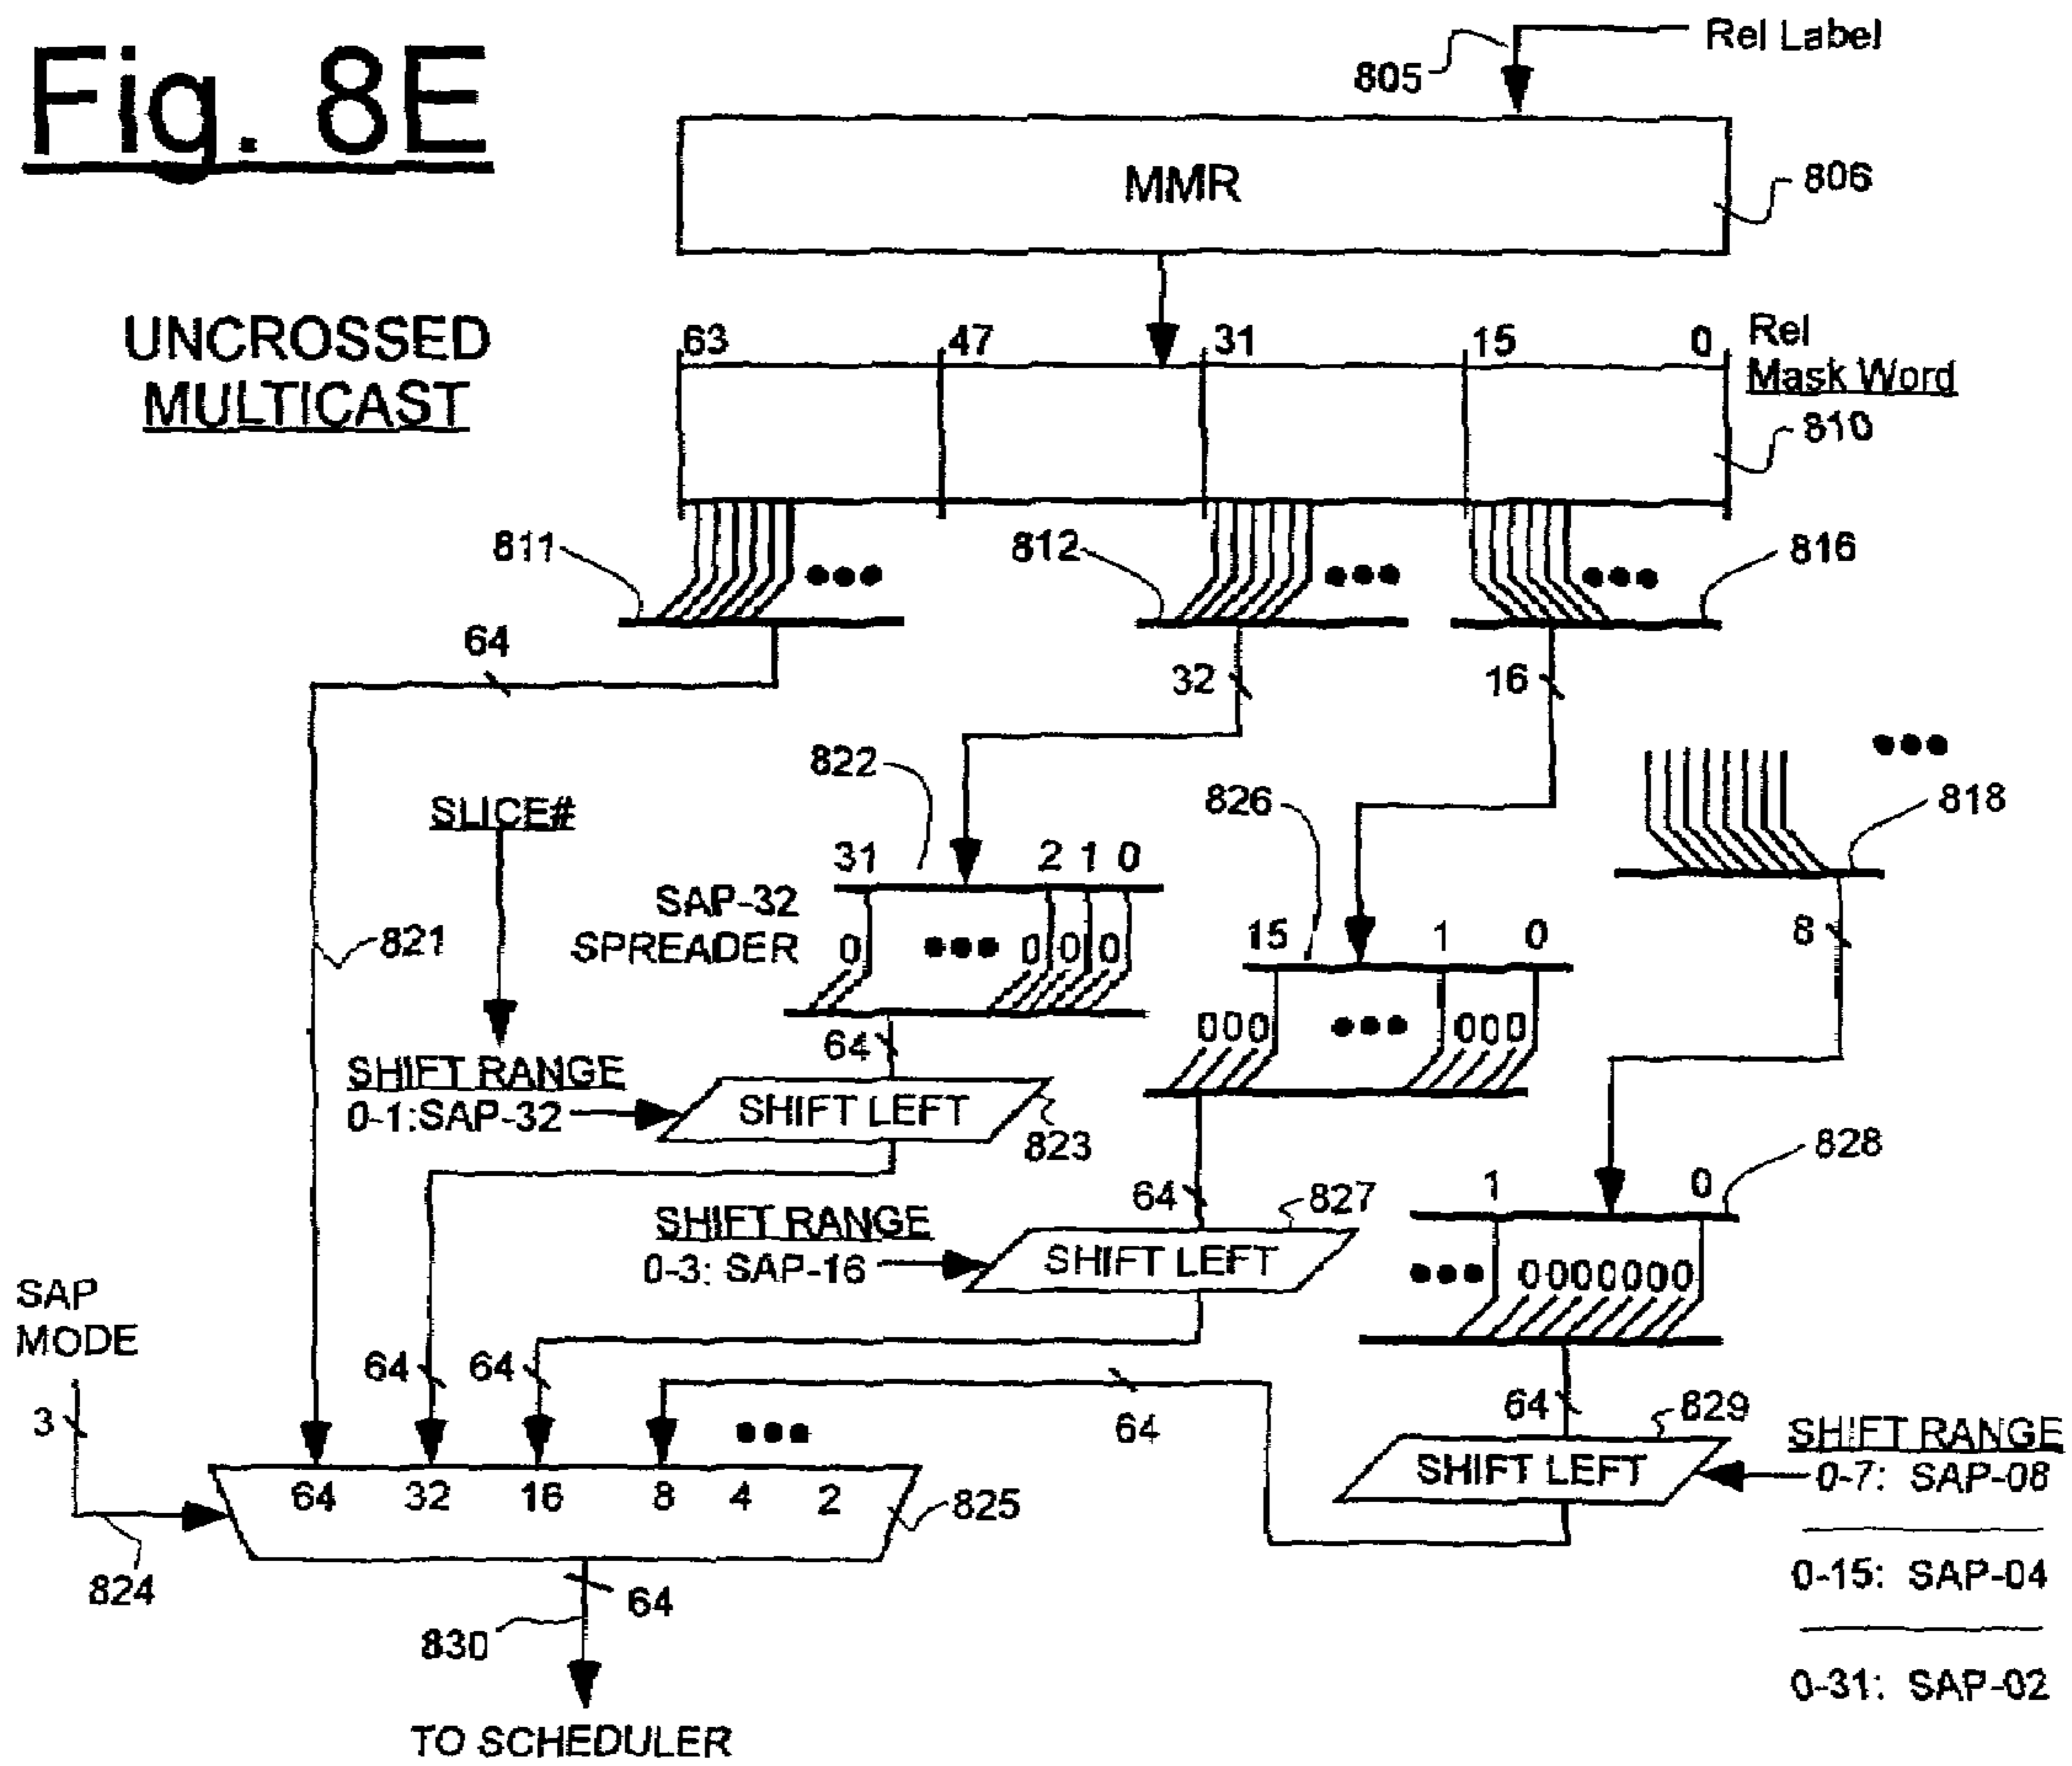 Fig. 8E
Rel Label
805
MMR
806
UNCROSSED
MULTICAST
63 47 31 15 0
Rel
Mask Word
810
811
812
816
64
32
16
822
826
818
SLICE#
31 2 1 0
SAP-32
SPREADER
0 0 0 0
821
15 1 0
8
000 000
64
SHIFT RANGE
0-1:SAP-32
SHIFT LEFT
823
828
1 0
64
827
SHIFT RANGE
0-3: SAP-16
SHIFT LEFT
0000000
SAP
MODE
3
64
64
64
64
829
SHIFT RANGE
0-7: SAP-08
SHIFT LEFT
64 32 16 8 4 2
825
824
0-15: SAP-04
64
830
0-31: SAP-02
TO SCHEDULER